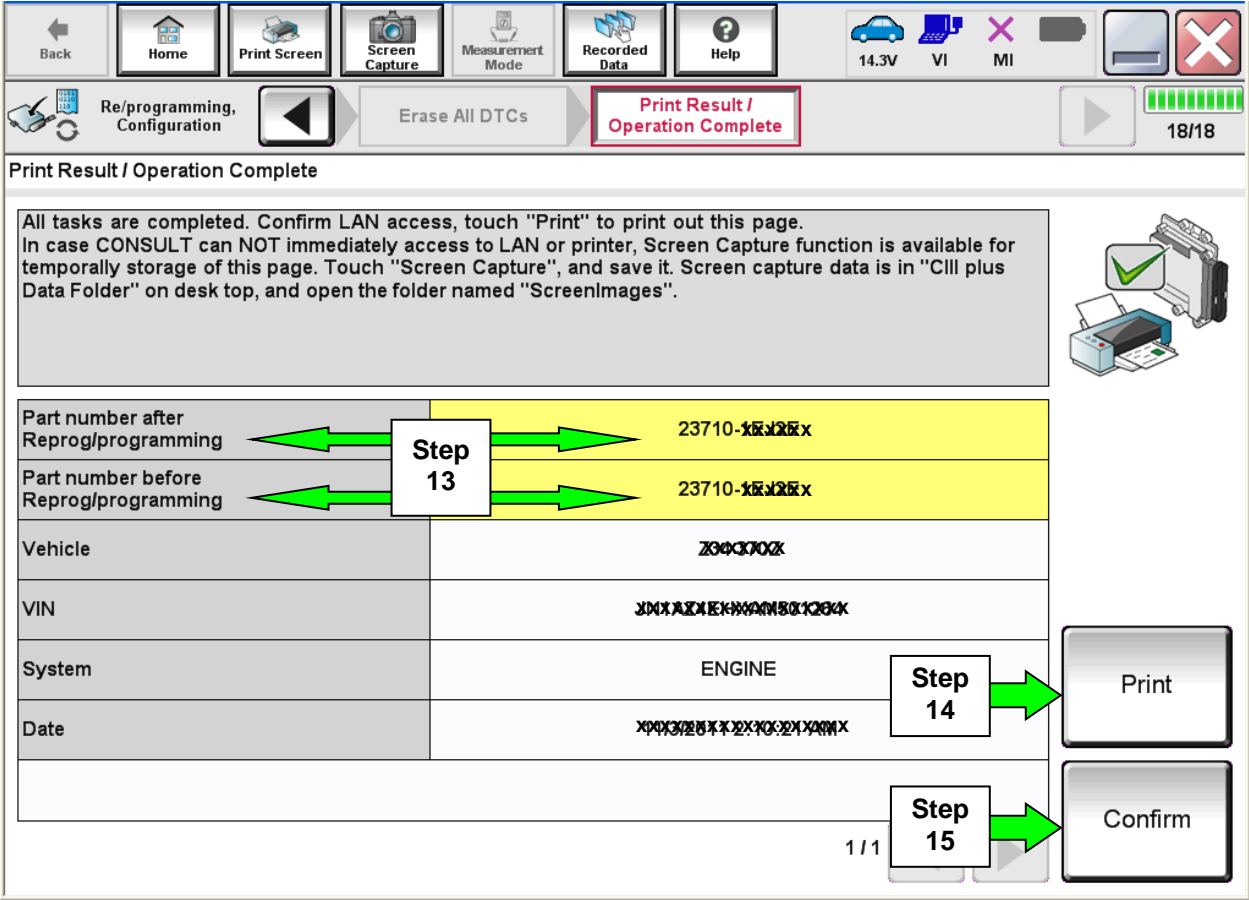 Back
Home
Print Screen
Screen
Capture
Measurement
Mode
Recorded
Data
Help
14.3V
VI
MI
Re/programming,
Configuration
Erase All DTCs
Print Result /
Operation Complete
18/18
Print Result / Operation Complete
All tasks are completed. Confirm LAN access, touch "Print" to print out this page.
In case CONSULT can NOT immediately access to LAN or printer, Screen Capture function is available for
temporally storage of this page. Touch "Screen Capture", and save it. Screen capture data is in "CIII plus
Data Folder" on desk top, and open the folder named "ScreenImages".
Part number after
Reprog/programming
23710-
Step
13
Part number before
Reprog/programming
23710-
Vehicle
VIN
System
ENGINE
Date
Step
14
Print
Step
15
Confirm
1 / 1